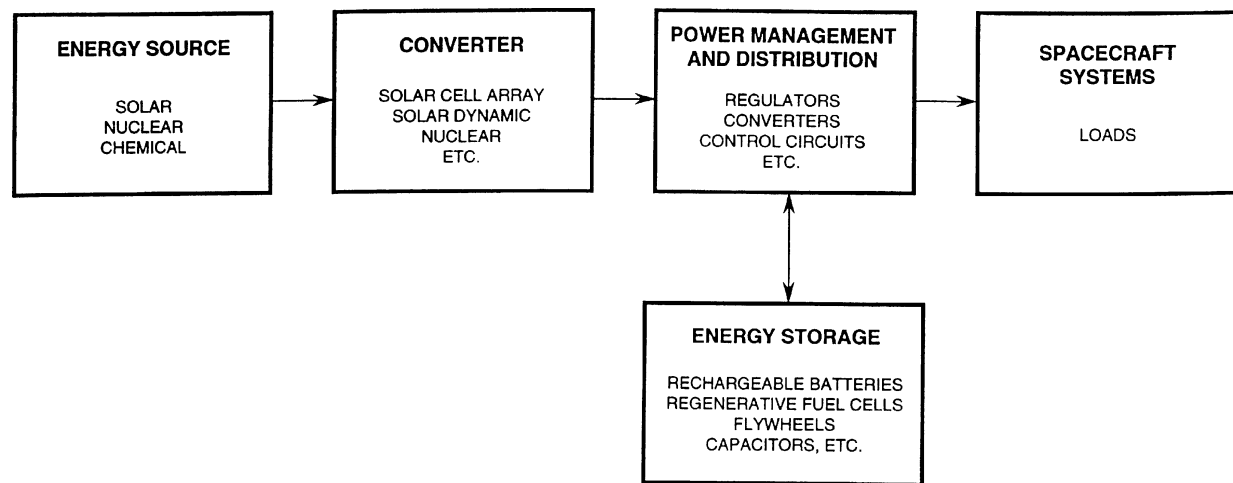 ENERGY SOURCE
SOLAR
NUCLEAR
CHEMICAL
CONVERTER
SOLAR CELL ARRAY
SOLAR DYNAMIC
NUCLEAR
ETC.
POWER MANAGEMENT
AND DISTRIBUTION
REGULATORS
CONVERTERS
CONTROL CIRCUITS
ETC.
SPACECRAFT
SYSTEMS
LOADS
ENERGY STORAGE
RECHARGEABLE BATTERIES
REGENERATIVE FUEL CELLS
FLYWHEELS
CAPACITORS, ETC.